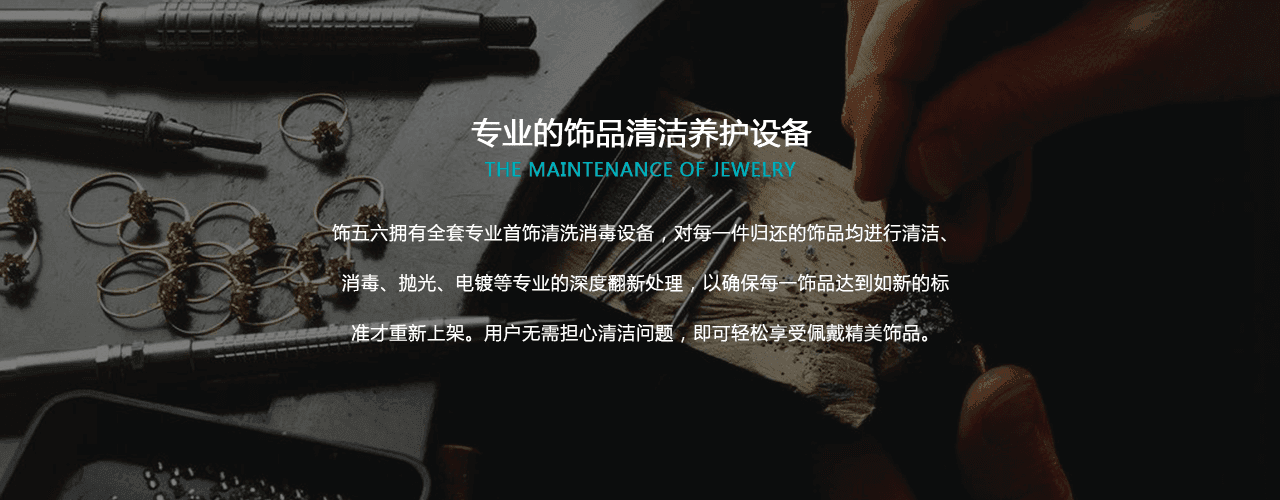 专业的饰品清洁养护设备
THE MAINTENANCE OF JEWELRY
饰五六拥有全套专业首饰清洗消毒设备，对每一件归还的饰品均进行清洁、
消毒、抛光、电镀等专业的深度翻新处理，以确保每一饰品达到如新的标
准才重新上架。用户无需担心清洁问题，即可轻松享受佩戴精美饰品。